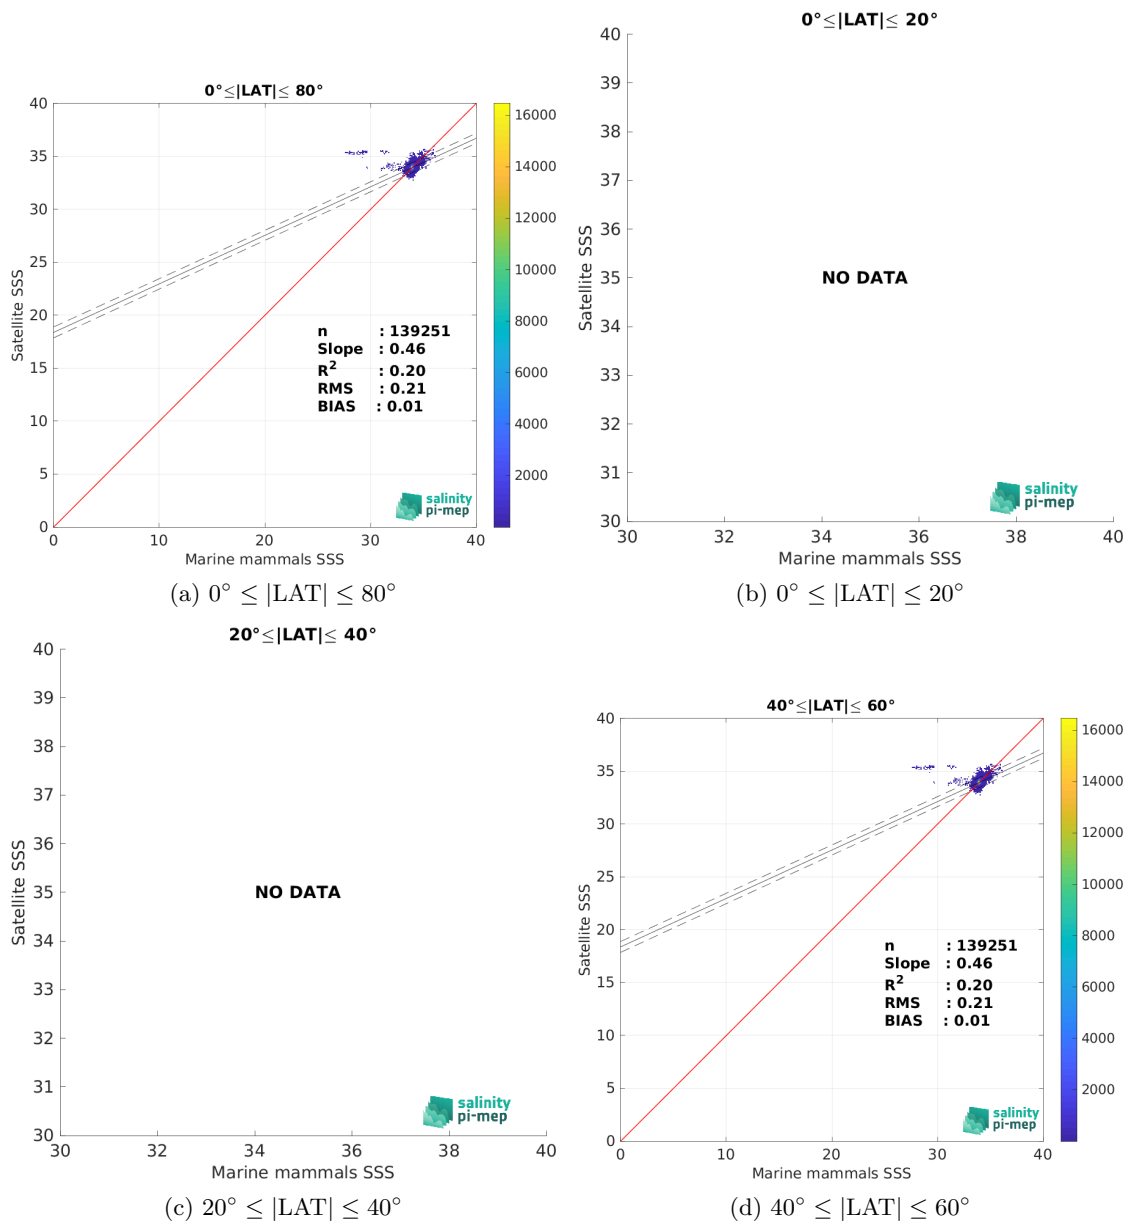 0°≤|LAT|≤ 80°
40
35
30
25
20
15
10
5
0
Satellite SSS
0
10
20
30
40
Marine mammals SSS
n : 139251
Slope : 0.46
R² : 0.20
RMS : 0.21
BIAS : 0.01
16000
14000
12000
10000
8000
6000
4000
2000
salinity
pi-mep
(a) 0° ≤ |LAT| ≤ 80°
0°≤|LAT|≤ 20°
40
39
38
37
36
35
34
33
32
31
30
Satellite SSS
NO DATA
30
32
34
36
38
40
Marine mammals SSS
salinity
pi-mep
(b) 0° ≤ |LAT| ≤ 20°
20°≤|LAT|≤ 40°
40
39
38
37
36
35
34
33
32
31
30
Satellite SSS
NO DATA
30
32
34
36
38
40
Marine mammals SSS
salinity
pi-mep
(c) 20° ≤ |LAT| ≤ 40°
40°≤|LAT|≤ 60°
40
35
30
25
20
15
10
5
0
Satellite SSS
0
10
20
30
40
Marine mammals SSS
n : 139251
Slope : 0.46
R² : 0.20
RMS : 0.21
BIAS : 0.01
16000
14000
12000
10000
8000
6000
4000
2000
salinity
pi-mep
(d) 40° ≤ |LAT| ≤ 60°